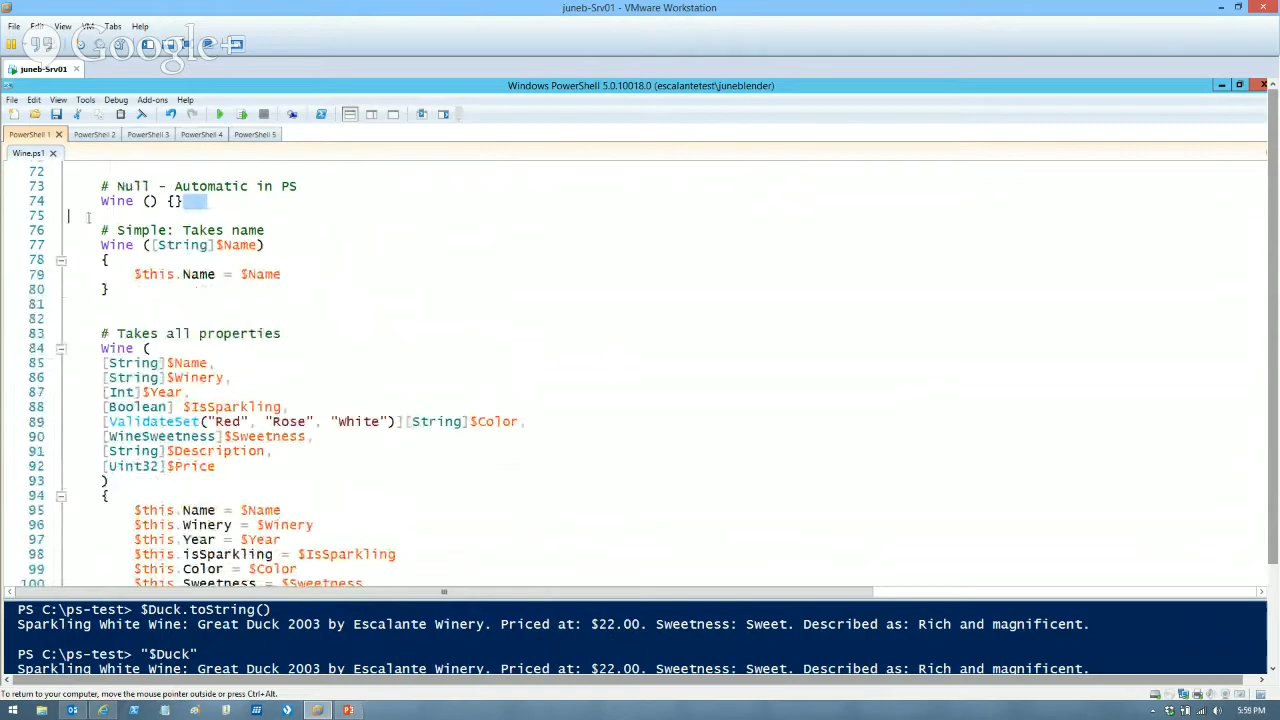 juneb-Srv01 - VMware Workstation
File Edit View VM Tabs Help
Google+
juneb-Srv01
Windows PowerShell 5.0.10018.0 (escalantetest\juneblender)
File Edit View Tools Debug Add-ons Help
PowerShell 1 PowerShell 2 PowerShell 3 PowerShell 4 PowerShell 5
Wine.ps1
72
73 # Null - Automatic in PS
74 Wine () {}
75
76 # Simple: Takes name
77 Wine ([String]$Name)
78 {
79 $this.Name = $Name
80 }
81
82
83 # Takes all properties
84 Wine (
85 [String]$Name,
86 [String]$Winery,
87 [Int]$Year,
88 [Boolean] $IsSparkling,
89 [ValidateSet("Red", "Rose", "White")][String]$Color,
90 [WineSweetness]$Sweetness,
91 [String]$Description,
92 [Uint32]$Price
93 )
94 {
95 $this.Name = $Name
96 $this.Winery = $Winery
97 $this.Year = $Year
98 $this.isSparkling = $IsSparkling
99 $this.Color = $Color
100 $this.Sweetness = $Sweetness
PS C:\ps-test> $Duck.toString()
Sparkling White Wine: Great Duck 2003 by Escalante Winery. Priced at: $22.00. Sweetness: Sweet. Described as: Rich and magnificent.
PS C:\ps-test> "$Duck"
Sparkling White Wine: Great Duck 2003 by Escalante Winery. Priced at: $22.00. Sweetness: Sweet. Described as: Rich and magnificent.
To return to your computer, move the mouse pointer outside or press Ctrl+Alt.
5:59 PM